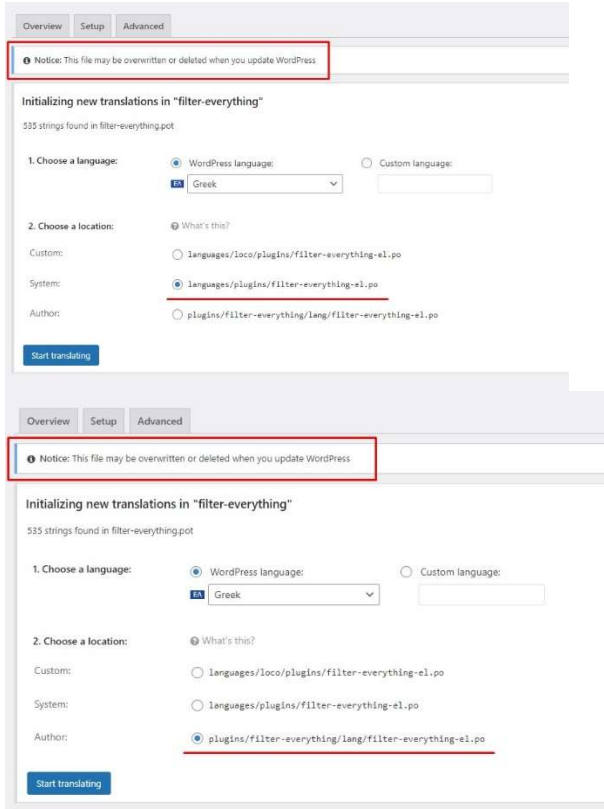 Overview Setup Advanced
Notice: This file may be overwritten or deleted when you update WordPress
Initializing new translations in "filter-everything"
535 strings found in filter-everything.pot
1. Choose a language: WordPress language: Custom language:
ΕΛ Greek
2. Choose a location: What's this?
Custom: languages/loco/plugins/filter-everything-el.po
System: languages/plugins/filter-everything-el.po
Author: plugins/filter-everything/lang/filter-everything-el.po
Start translating
Overview Setup Advanced
Notice: This file may be overwritten or deleted when you update WordPress
Initializing new translations in "filter-everything"
535 strings found in filter-everything.pot
1. Choose a language: WordPress language: Custom language:
ΕΛ Greek
2. Choose a location: What's this?
Custom: languages/loco/plugins/filter-everything-el.po
System: languages/plugins/filter-everything-el.po
Author: plugins/filter-everything/lang/filter-everything-el.po
Start translating